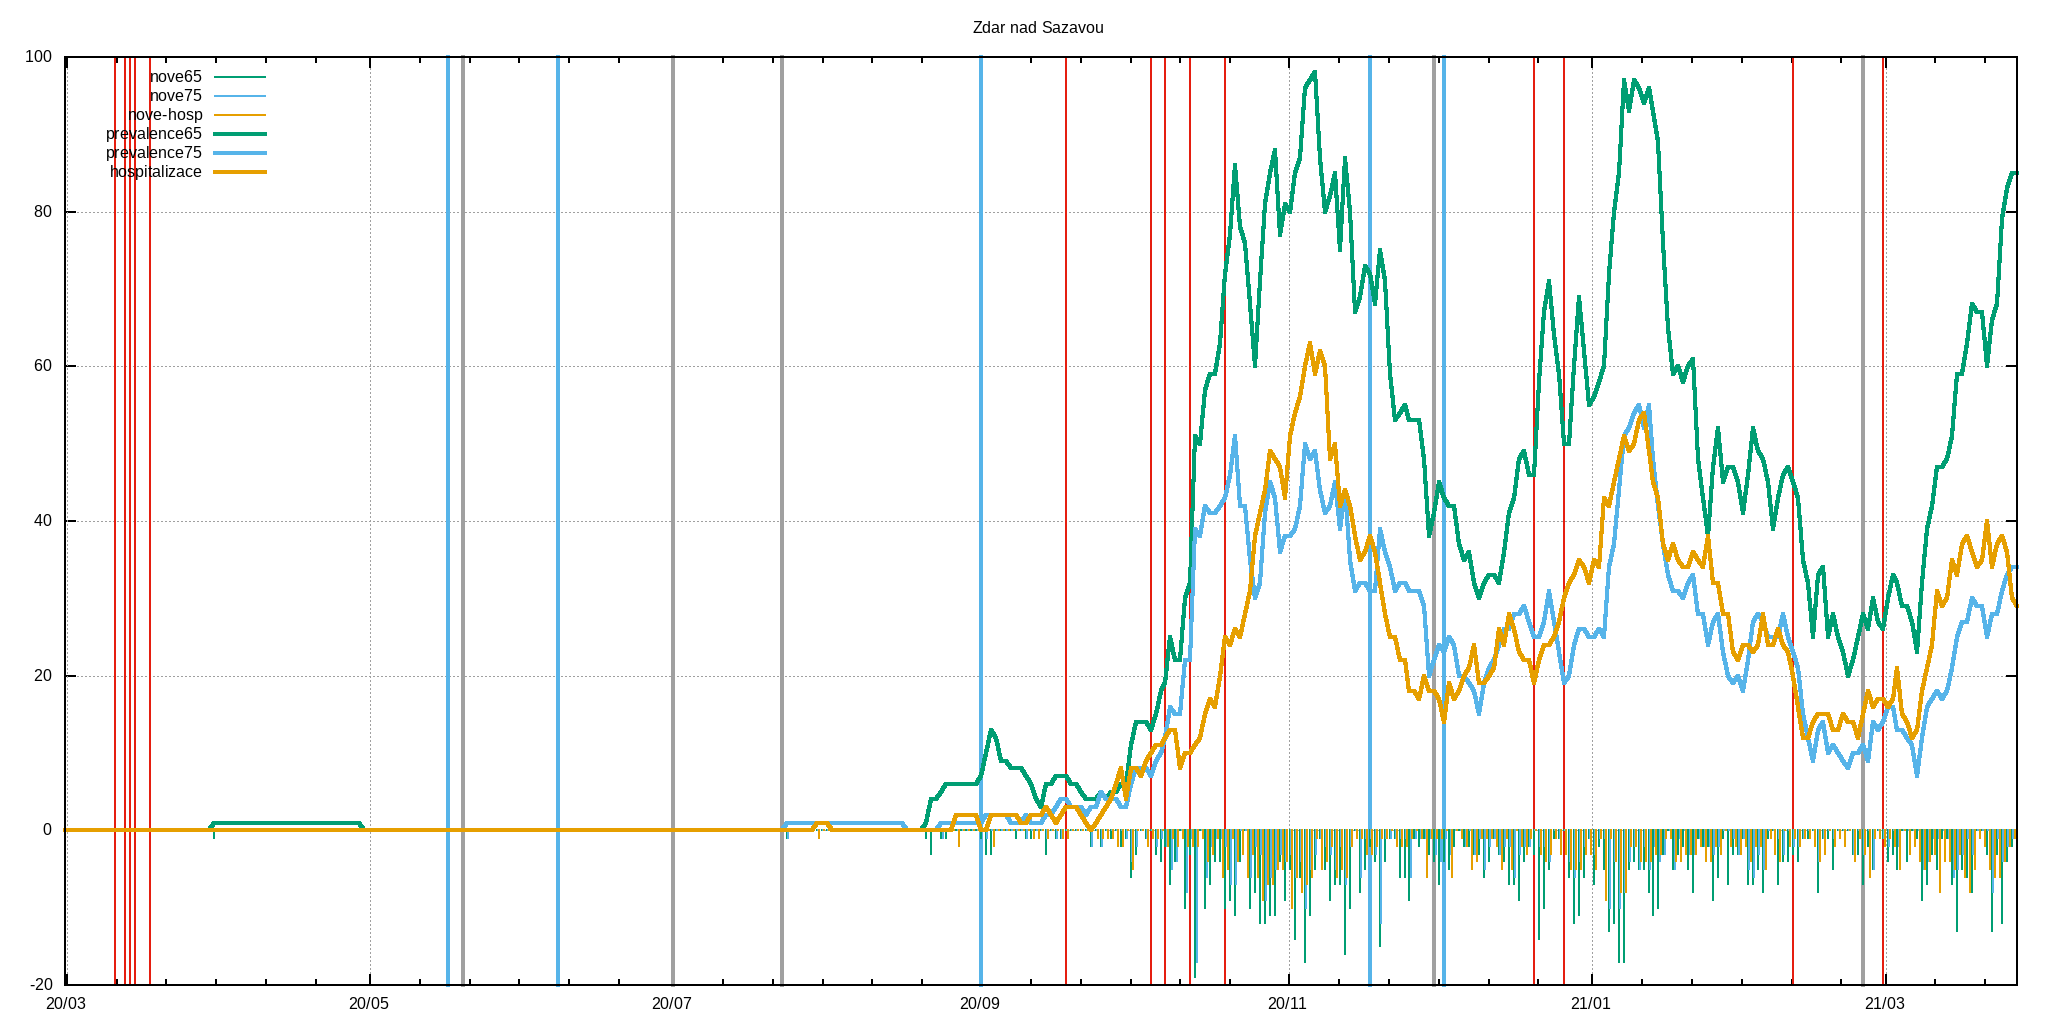 Zdar nad Sazavou
100
80
60
40
20
0
-20
nove65
nove75
nove-hosp
prevalence65
prevalence75
hospitalizace
20/03 20/05 20/07 20/09 20/11 21/01 21/03